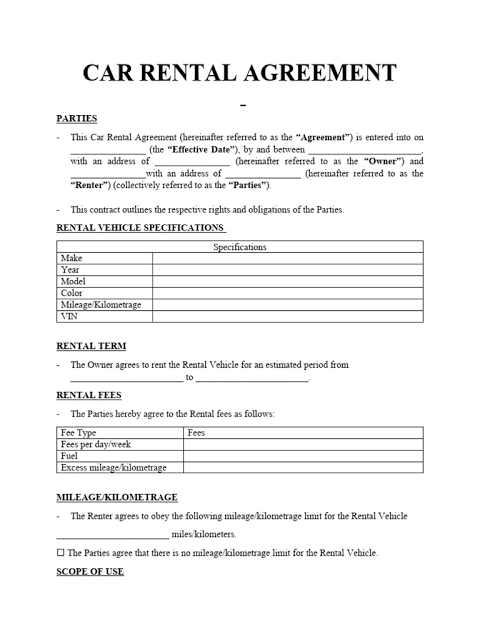 CAR RENTAL AGREEMENT
–
PARTIES
- This Car Rental Agreement (hereinafter referred to as the “Agreement”) is entered into on
________________ (the “Effective Date”), by and between ________________________,
with an address of ________________ (hereinafter referred to as the “Owner”) and
________________with an address of ________________ (hereinafter referred to as the
“Renter”) (collectively referred to as the “Parties”).
- This contract outlines the respective rights and obligations of the Parties.
RENTAL VEHICLE SPECIFICATIONS
Specifications
Make
Year
Model
Color
Mileage/Kilometrage
VIN
RENTAL TERM
- The Owner agrees to rent the Rental Vehicle for an estimated period from
________________________ to ________________________.
RENTAL FEES
- The Parties hereby agree to the Rental fees as follows:
Fee Type Fees
Fees per day/week
Fuel
Excess mileage/kilometrage
MILEAGE/KILOMETRAGE
- The Renter agrees to obey the following mileage/kilometrage limit for the Rental Vehicle
________________________ miles/kilometers.
☐ The Parties agree that there is no mileage/kilometrage limit for the Rental Vehicle.
SCOPE OF USE